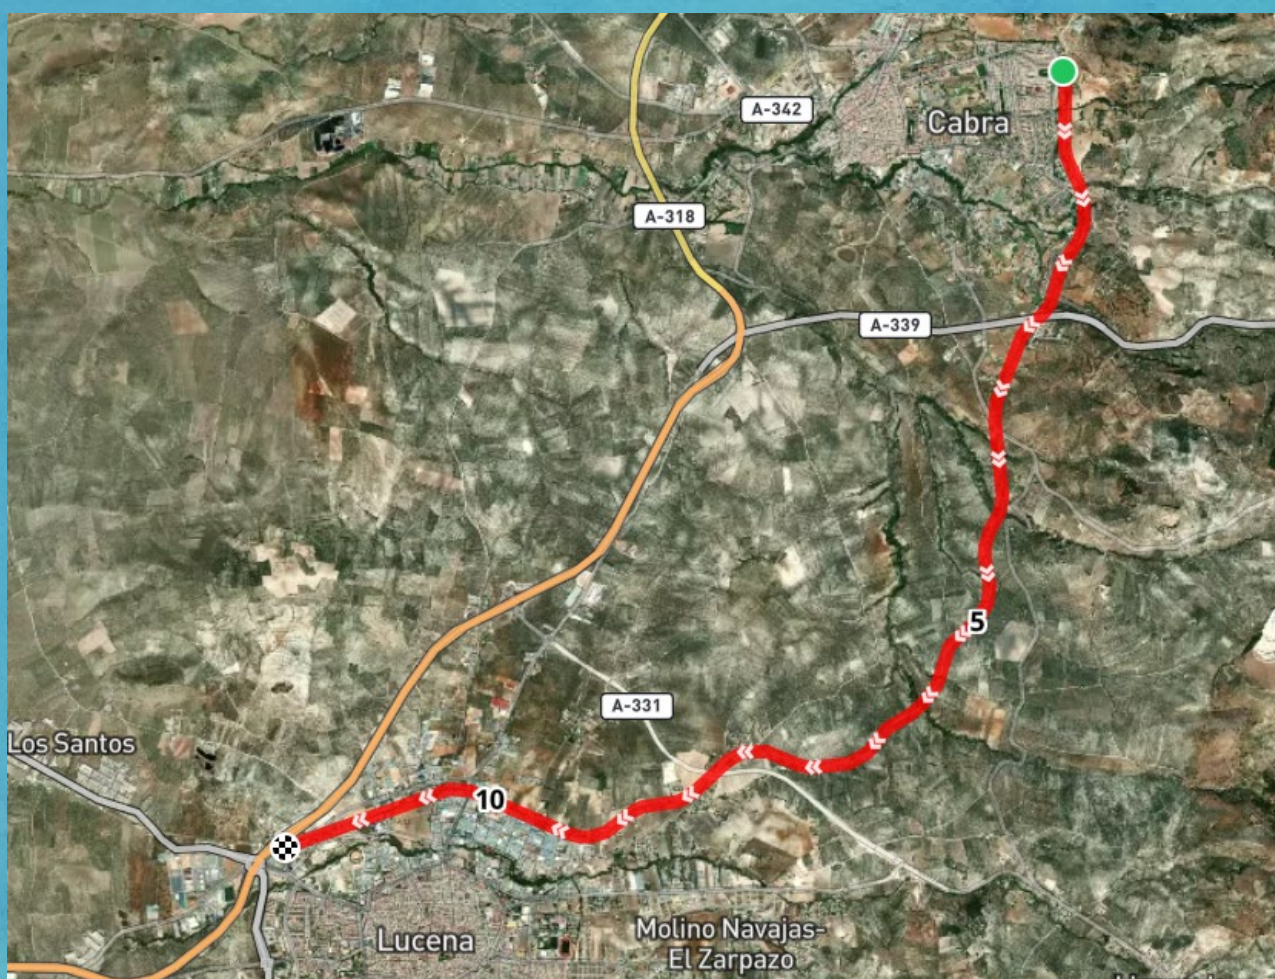 A-342
Cabra
A-318
A-339
5
A-331
Los Santos
10
Lucena
Molino Navajas-
El Zarpazo